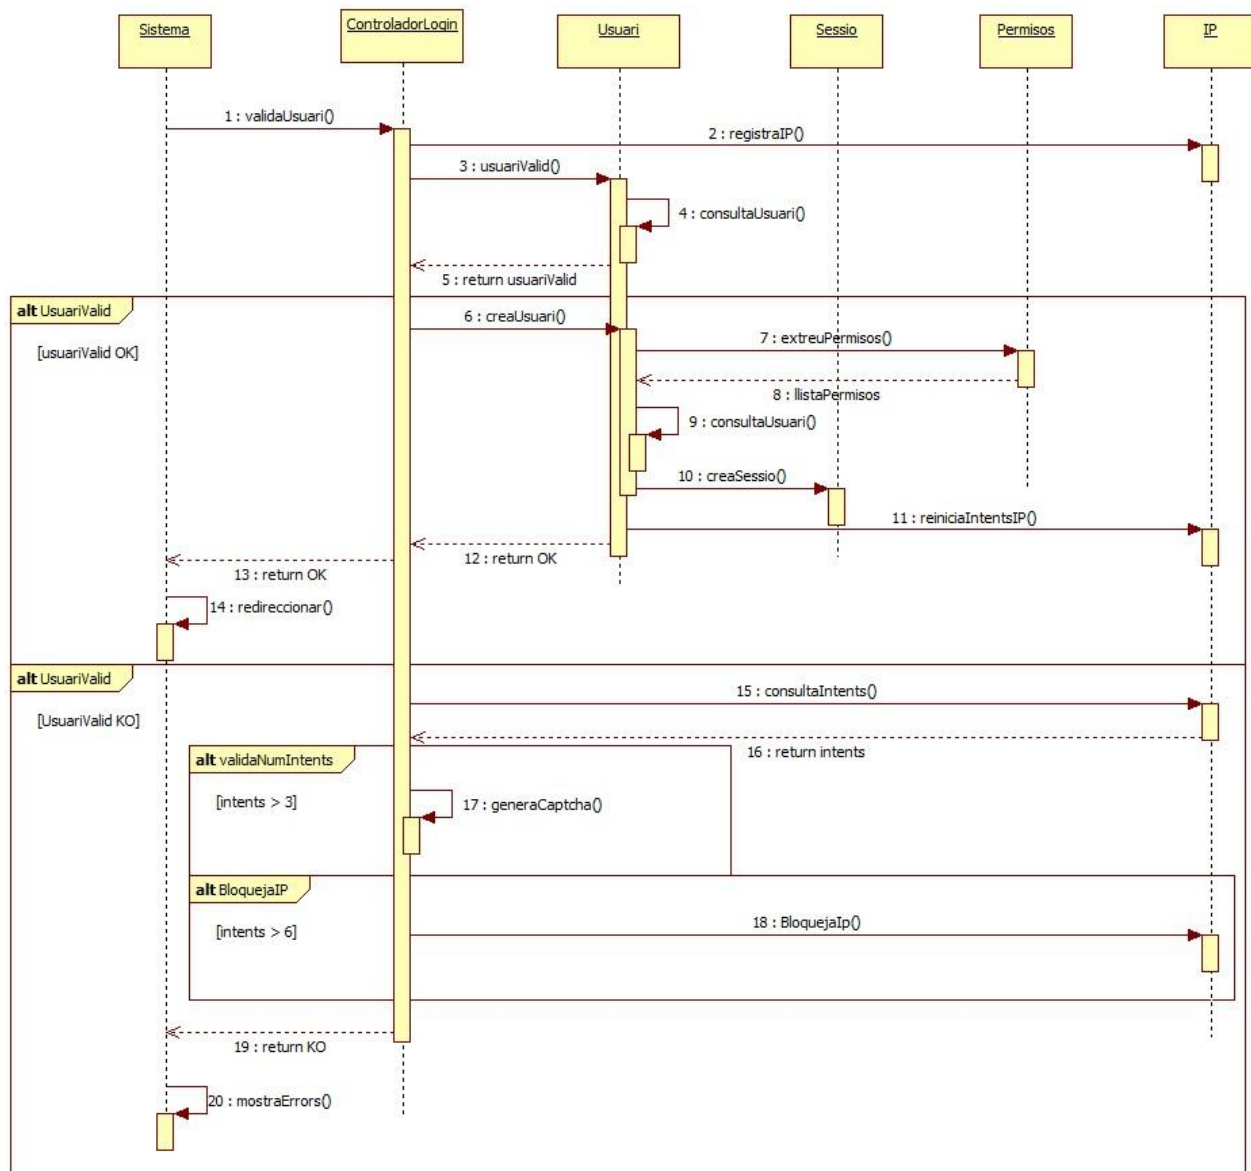 Sistema
ControladorLogin
Usuari
Sessio
Permisos
IP
1 : validaUsuari()
2 : registraIP()
3 : usuariValid()
4 : consultaUsuari()
5 : return usuariValid
alt UsuariValid
[usuariValid OK]
6 : creaUsuari()
7 : extreuPermisos()
8 : llistaPermisos
9 : consultaUsuari()
10 : creaSessio()
11 : reiniciaIntentsIP()
12 : return OK
13 : return OK
14 : redireccionar()
alt UsuariValid
[UsuariValid KO]
15 : consultaIntents()
16 : return intents
alt validaNumIntents
[intents > 3]
17 : generaCaptcha()
alt BloquejaIP
[intents > 6]
18 : BloquejaIp()
19 : return KO
20 : mostraErrors()